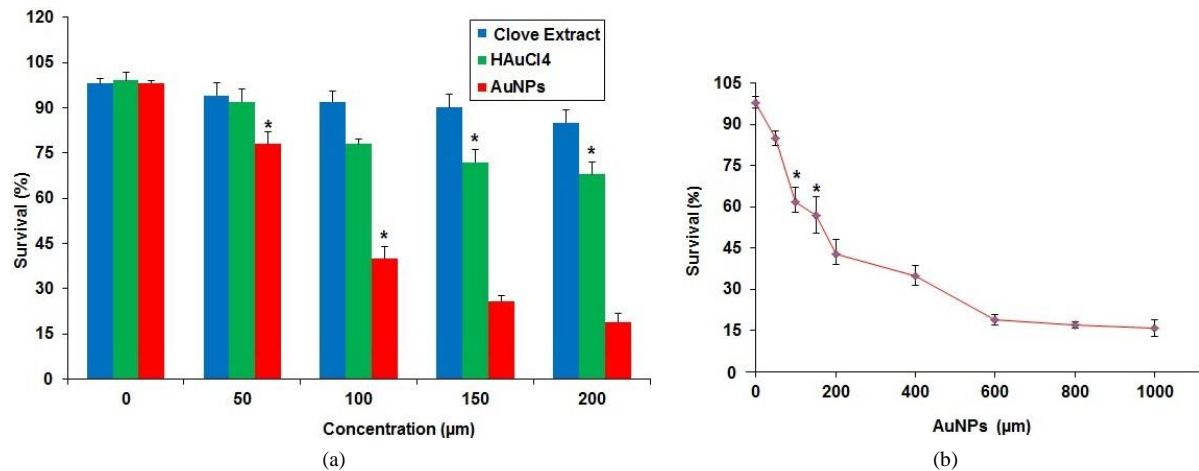 120
105
90
75
60
45
30
15
0
Survival (%)
Clove Extract
HAuCl4
AuNPs
*
*
*
*
0 50 100 150 200
Concentration (µm)
(a)
105
90
75
60
45
30
15
0
Survival (%)
* *
0 200 400 600 800 1000
AuNPs (µm)
(b)